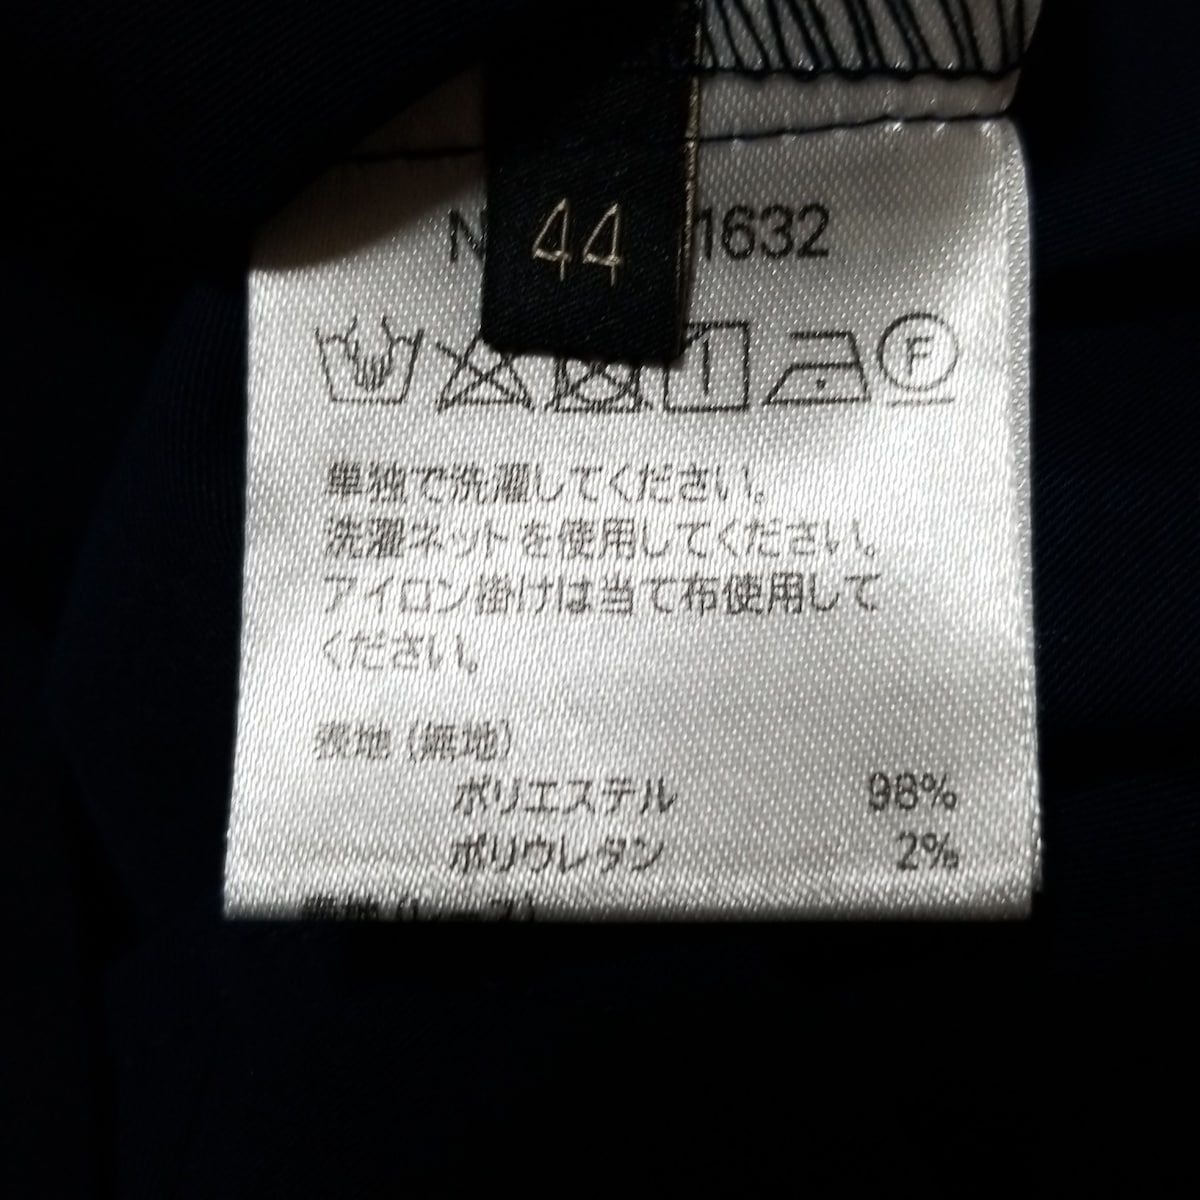 44
1632
F
単独で洗濯してください。
洗濯ネットを使用してください。
アイロン掛けは当て布使用して
ください。
表地(無地)
ポリエステル 98%
ポリウレタン 2%